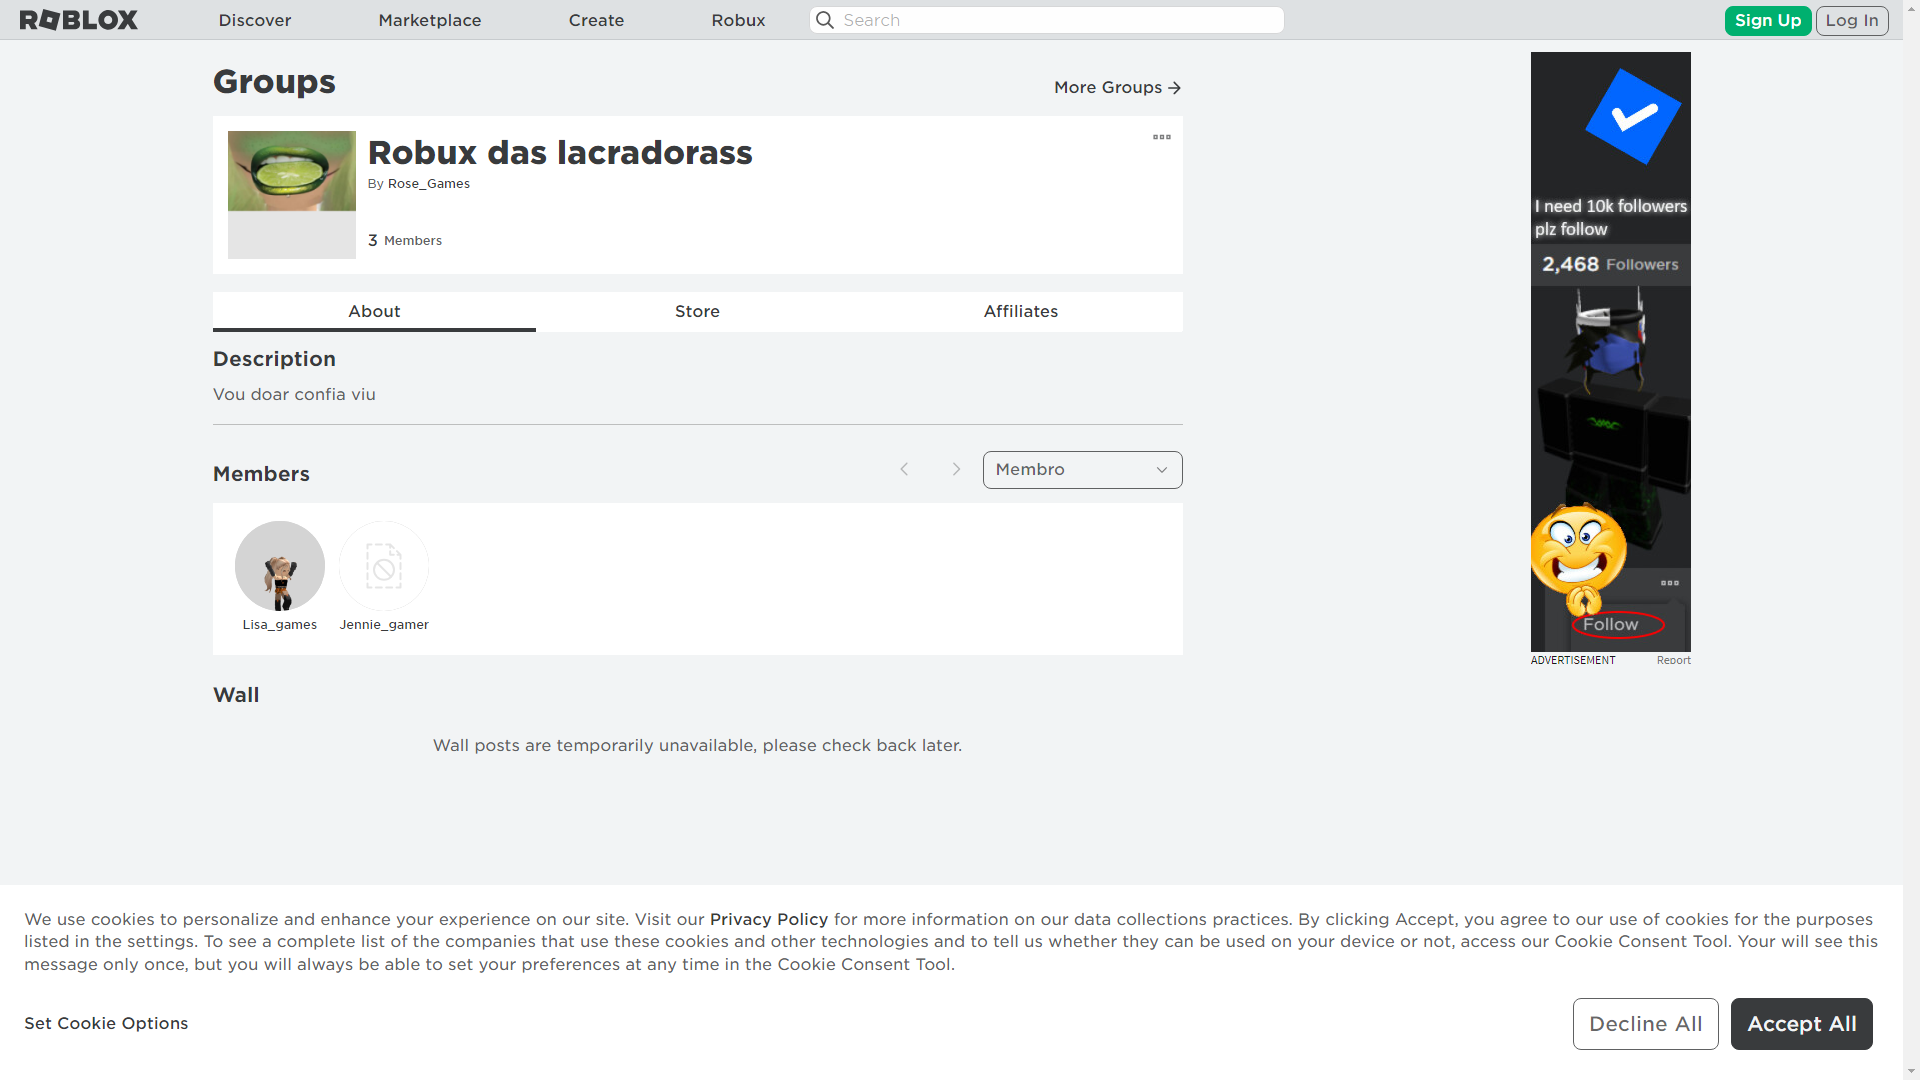 ROBLOX
Discover
Marketplace
Create
Robux
Search
Sign Up
Log In
Groups
More Groups
Robux das lacradorass
By Rose_Games
3 Members
About
Store
Affiliates
Description
Vou doar confia viu
Members
Membro
Lisa_games
Jennie_gamer
Wall
Wall posts are temporarily unavailable, please check back later.
I need 10k followers
plz follow
2,468 Followers
Follow
ADVERTISEMENT
Report
We use cookies to personalize and enhance your experience on our site. Visit our Privacy Policy for more information on our data collections practices. By clicking Accept, you agree to our use of cookies for the purposes
listed in the settings. To see a complete list of the companies that use these cookies and other technologies and to tell us whether they can be used on your device or not, access our Cookie Consent Tool. Your will see this
message only once, but you will always be able to set your preferences at any time in the Cookie Consent Tool.
Set Cookie Options
Decline All
Accept All